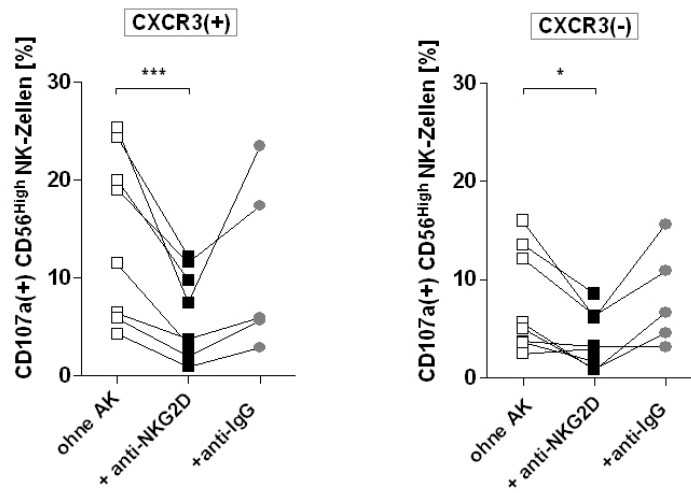 CXCR3(+)
CD107a(+) CD56High NK-Zellen [%]
30
20
10
0
***
ohne AK
+ anti-NKG2D
+anti-IgG
CXCR3(-)
CD107a(+) CD56High NK-Zellen [%]
30
20
10
0
*
ohne AK
+ anti-NKG2D
+anti-IgG